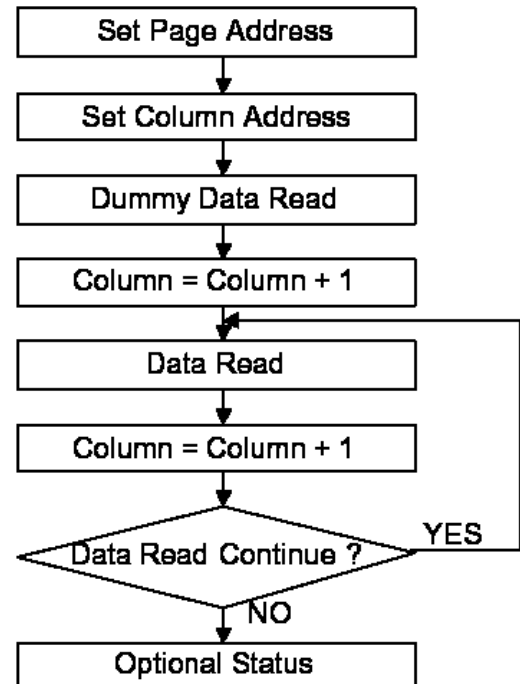 Set Page Address
Set Column Address
Dummy Data Read
Column = Column + 1
Data Read
Column = Column + 1
Data Read Continue ?
YES
NO
Optional Status